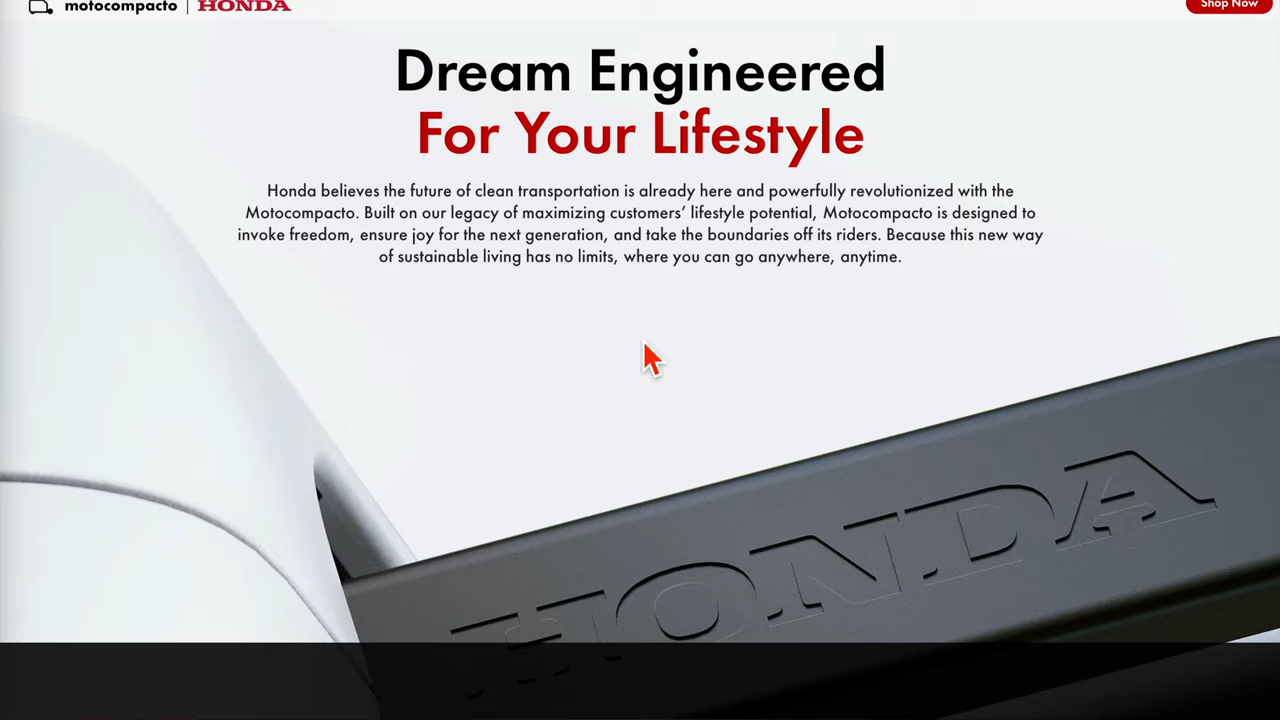 motocompacto | HONDA
Shop Now
Dream Engineered
For Your Lifestyle
Honda believes the future of clean transportation is already here and powerfully revolutionized with the
Motocompacto. Built on our legacy of maximizing customers’ lifestyle potential, Motocompacto is designed to
invoke freedom, ensure joy for the next generation, and take the boundaries off its riders. Because this new way
of sustainable living has no limits, where you can go anywhere, anytime.
HONDA